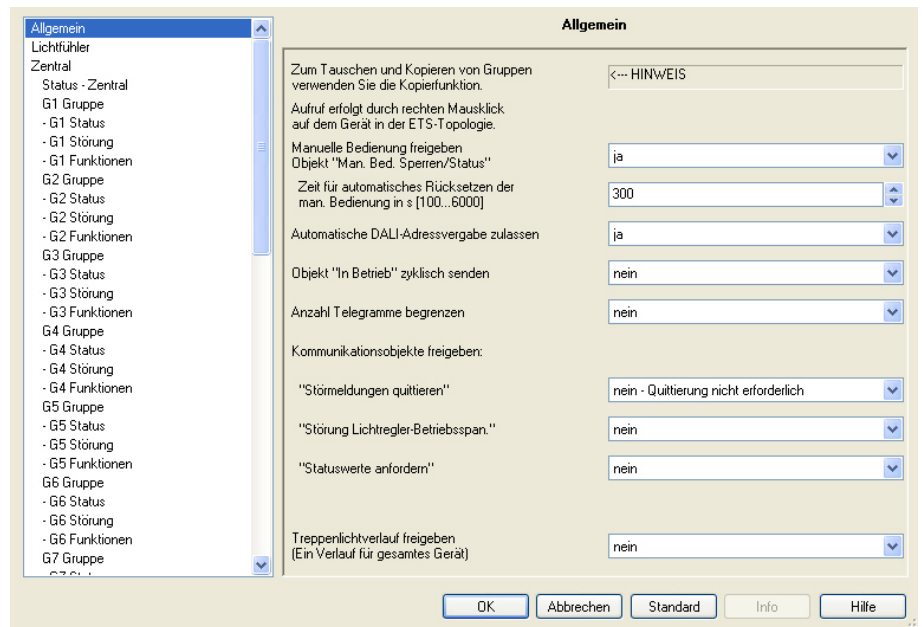 Allgemein
Lichtfühler
Zentral
Status - Zentral
G1 Gruppe
- G1 Status
- G1 Störung
- G1 Funktionen
G2 Gruppe
- G2 Status
- G2 Störung
- G2 Funktionen
G3 Gruppe
- G3 Status
- G3 Störung
- G3 Funktionen
G4 Gruppe
- G4 Status
- G4 Störung
- G4 Funktionen
G5 Gruppe
- G5 Status
- G5 Störung
- G5 Funktionen
G6 Gruppe
- G6 Status
- G6 Störung
- G6 Funktionen
G7 Gruppe
Allgemein
Zum Tauschen und Kopieren von Gruppen
verwenden Sie die Kopierfunktion.
<--- HINWEIS
Aufruf erfolgt durch rechten Mausklick
auf dem Gerät in der ETS-Topologie.
Manuelle Bedienung freigeben
Objekt "Man. Bed. Sperren/Status"
ja
Zeit für automatisches Rücksetzen der
man. Bedienung in s [100...6000]
300
Automatische DALI-Adressvergabe zulassen
ja
Objekt "In Betrieb" zyklisch senden
nein
Anzahl Telegramme begrenzen
nein
Kommunikationsobjekte freigeben:
"Störmeldungen quittieren"
nein - Quittierung nicht erforderlich
"Störung Lichtregler-Betriebsspan."
nein
"Statuswerte anfordern"
nein
Treppenlichtverlauf freigeben
(Ein Verlauf für gesamtes Gerät)
nein
OK
Abbrechen
Standard
Info
Hilfe